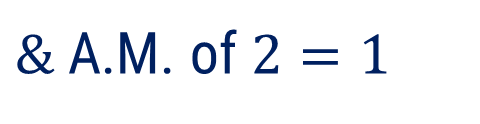 & A.M. of 2 = 1